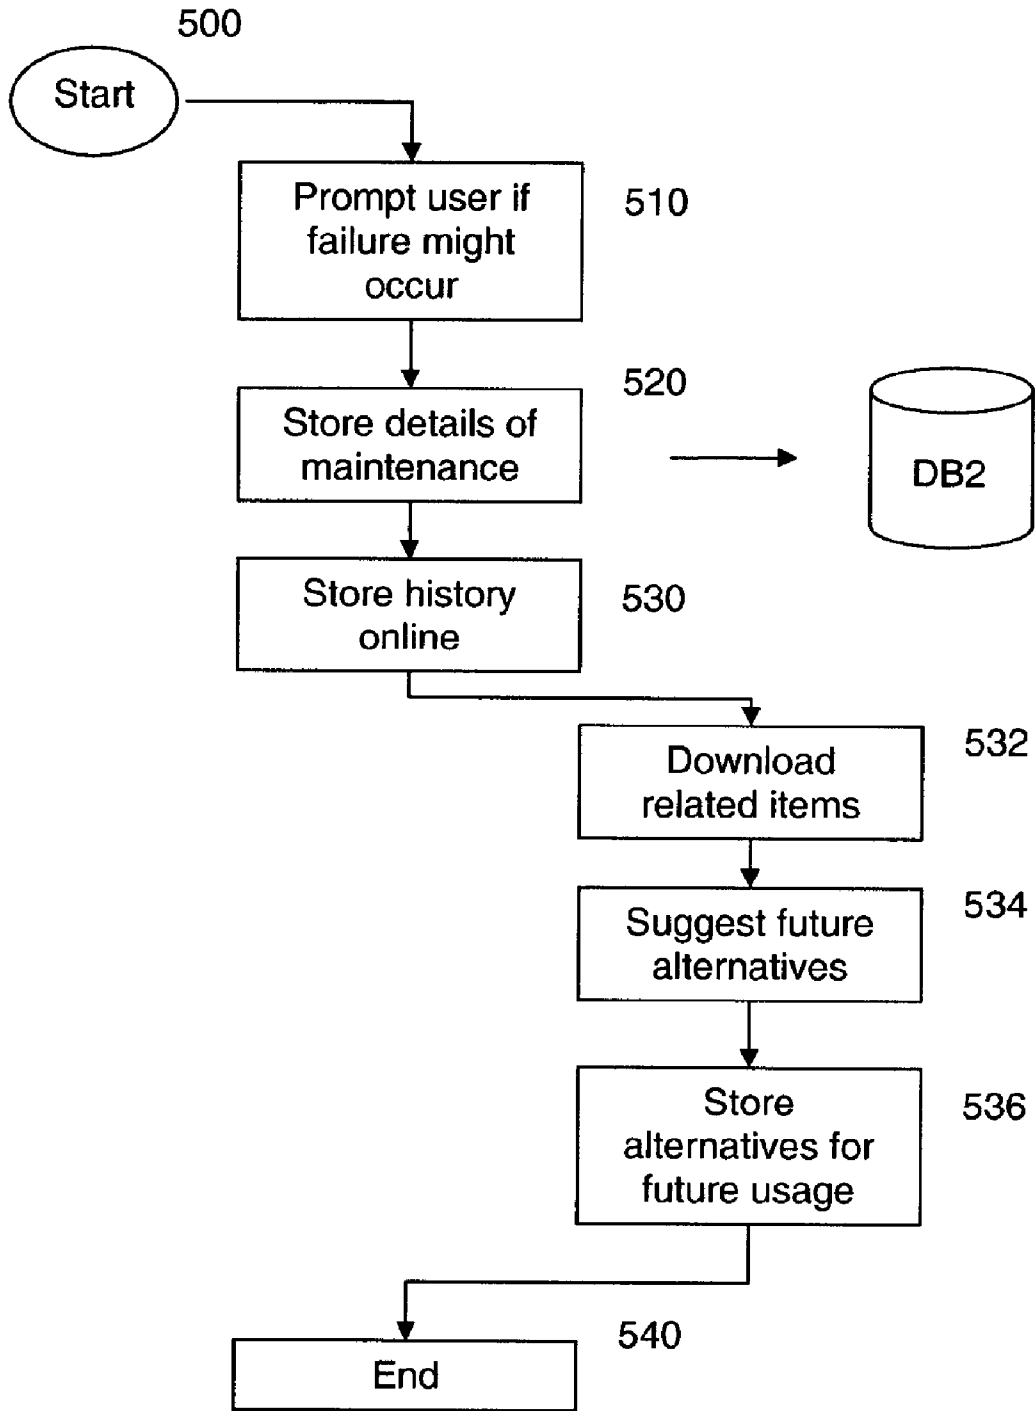 500
Start
Prompt user if
failure might
occur
510
Store details of
maintenance
520
DB2
Store history
online
530
Download
related items
532
Suggest future
alternatives
534
Store
alternatives for
future usage
536
End
540